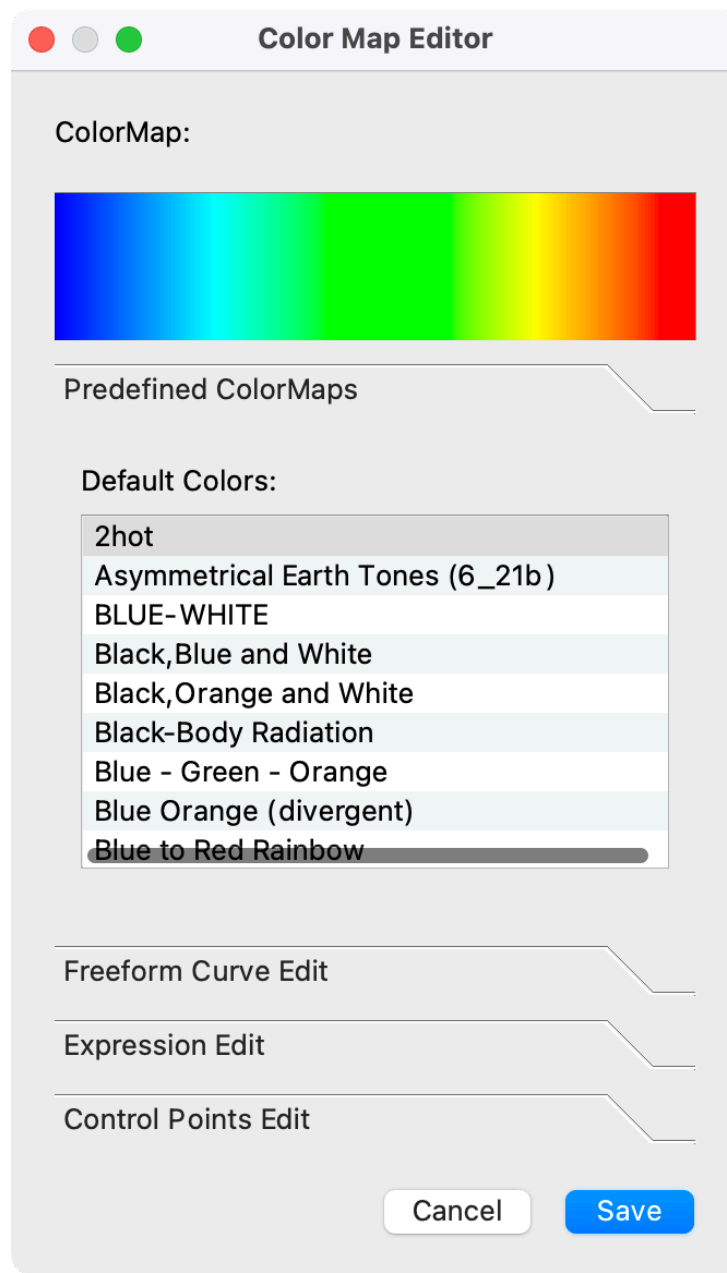 Color Map Editor
ColorMap:
Predefined ColorMaps
Default Colors:
2hot
Asymmetrical Earth Tones (6_21b)
BLUE-WHITE
Black,Blue and White
Black,Orange and White
Black-Body Radiation
Blue - Green - Orange
Blue Orange (divergent)
Blue to Red Rainbow
Freeform Curve Edit
Expression Edit
Control Points Edit
Cancel
Save